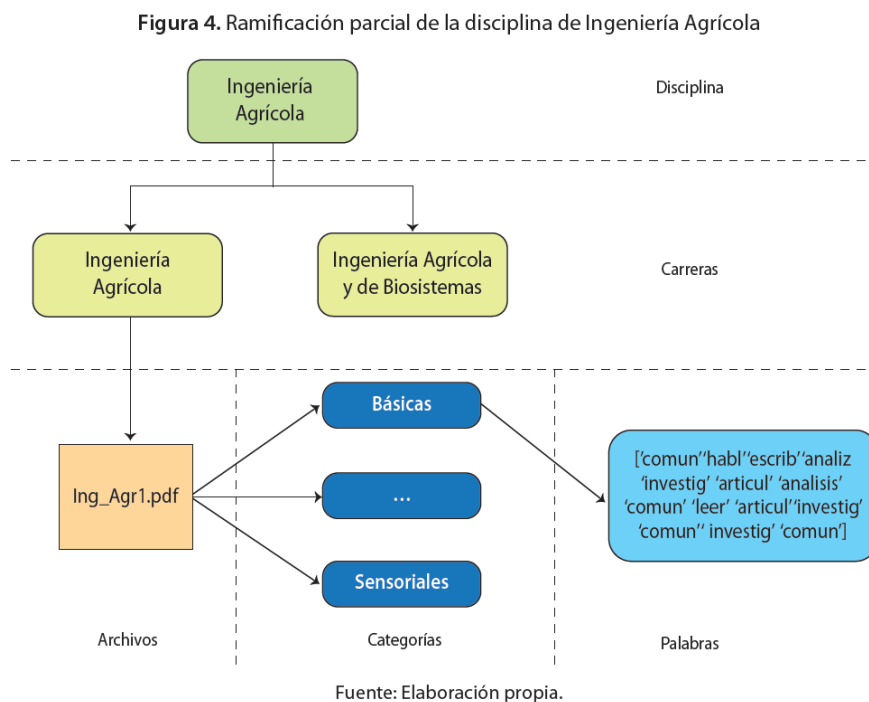 Figura 4. Ramificación parcial de la disciplina de Ingeniería Agrícola
Ingeniería
Agrícola
Disciplina
Ingeniería
Agrícola
Ingeniería Agrícola
y de Biosistemas
Carreras
Ing_Agr1.pdf
Básicas
...
Sensoriales
['comun''habl''escrib''analiz
'investig' 'articul' 'analisis'
'comun' 'leer' 'articul''investig'
'comun'' investig' 'comun']
Archivos
Categorías
Palabras
Fuente: Elaboración propia.